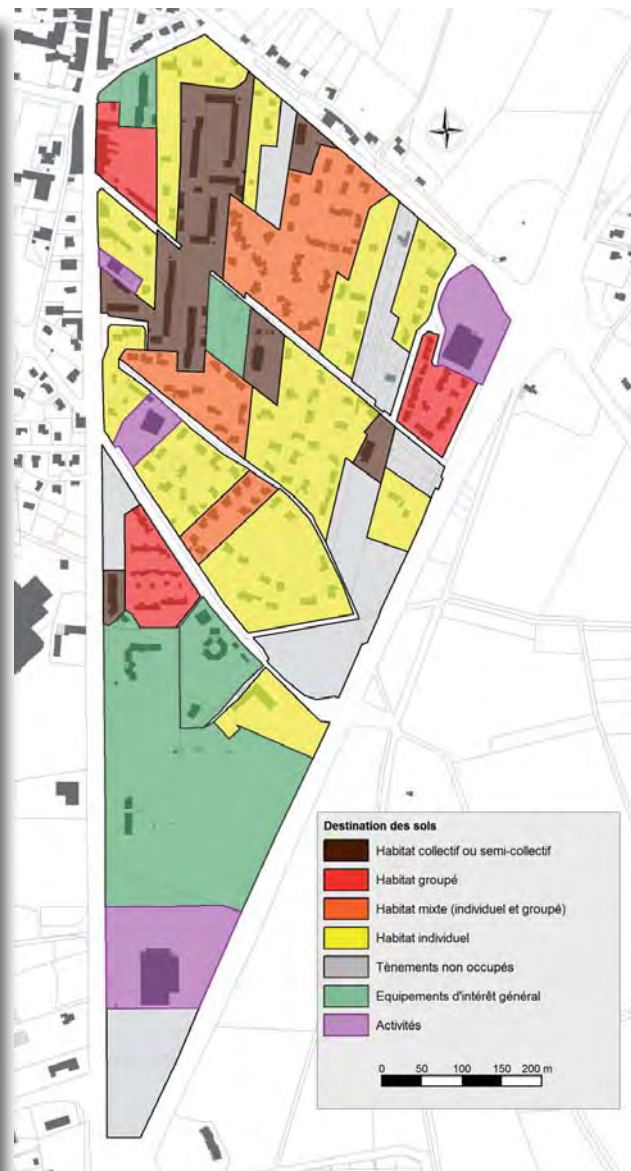 Destination des sols
Habitat collectif ou semi-collectif
Habitat groupé
Habitat mixte (individuel et groupé)
Habitat individuel
Tènements non occupés
Equipements d'intérêt général
Activités
0 50 100 150 200 m